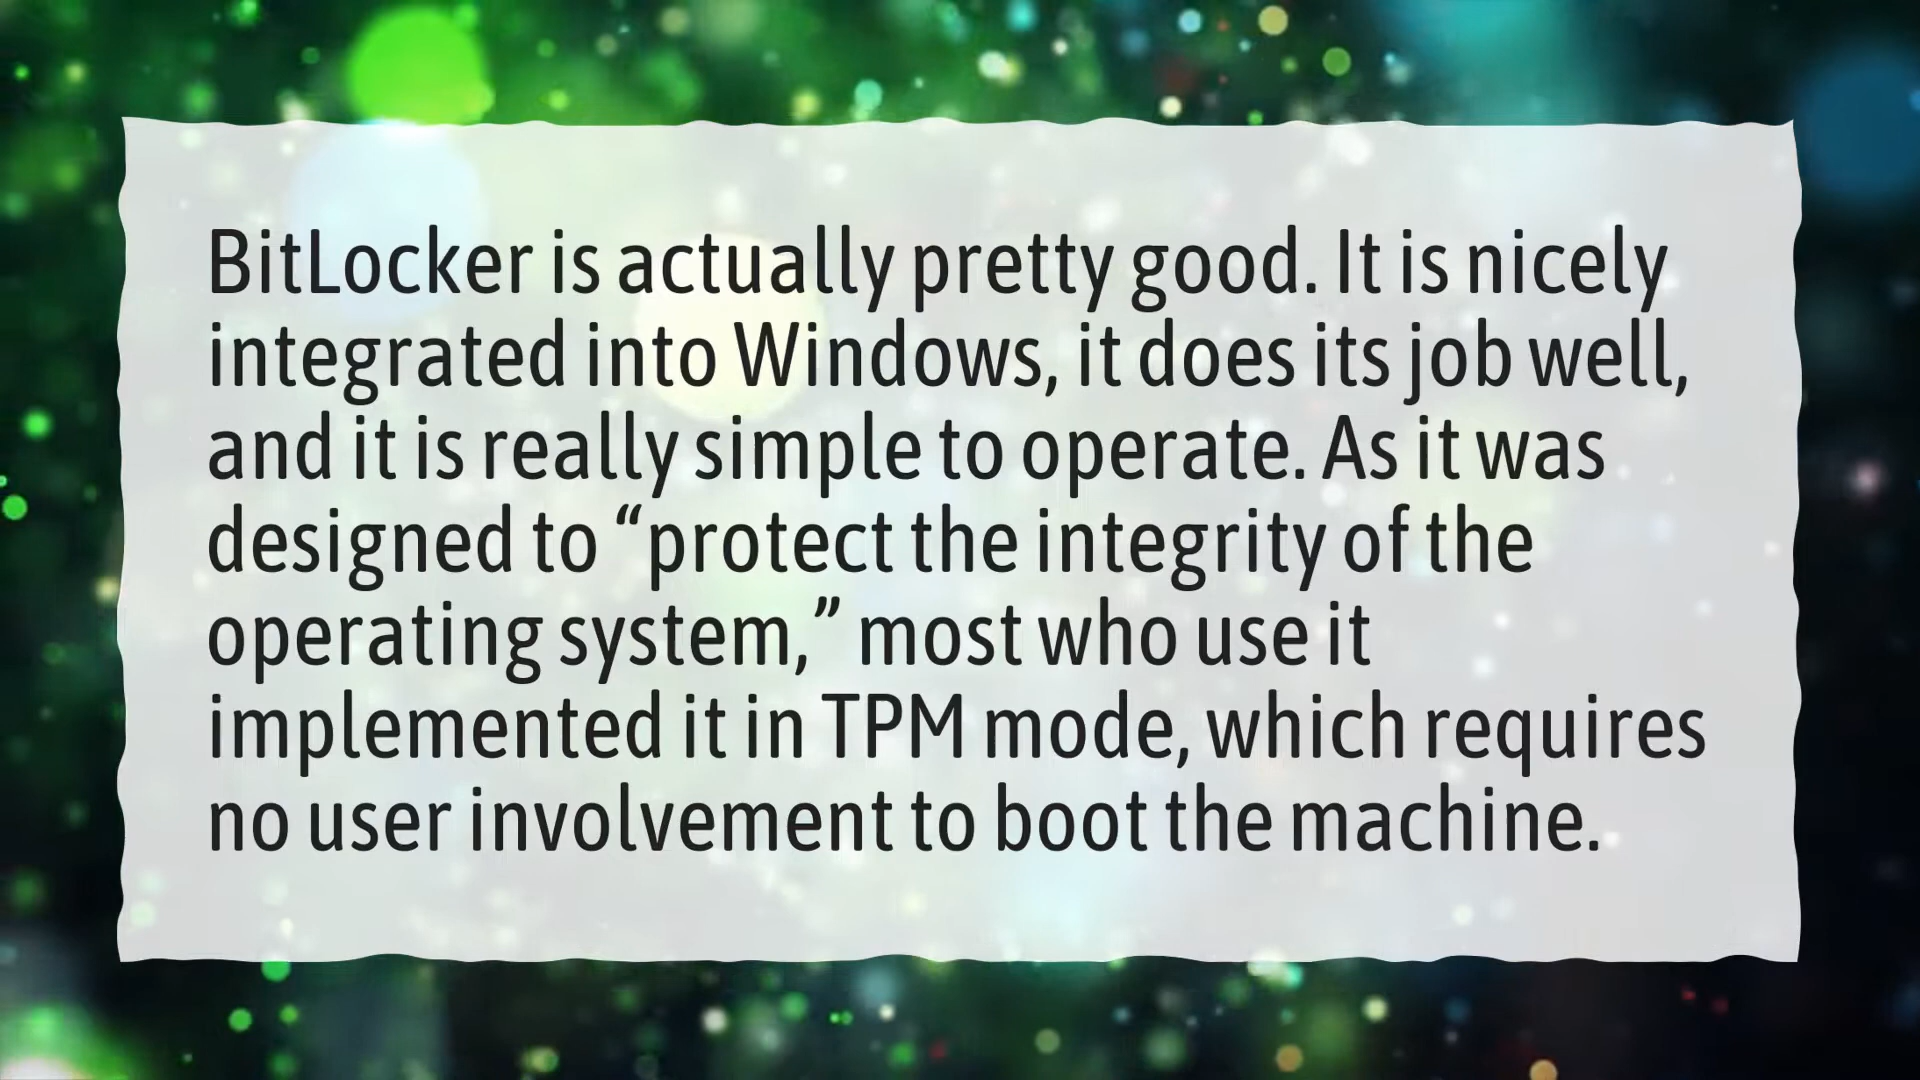 BitLocker is actually pretty good. It is nicely
integrated into Windows, it does its job well,
and it is really simple to operate. As it was
designed to “protect the integrity of the
operating system,” most who use it
implemented it in TPM mode, which requires
no user involvement to boot the machine.